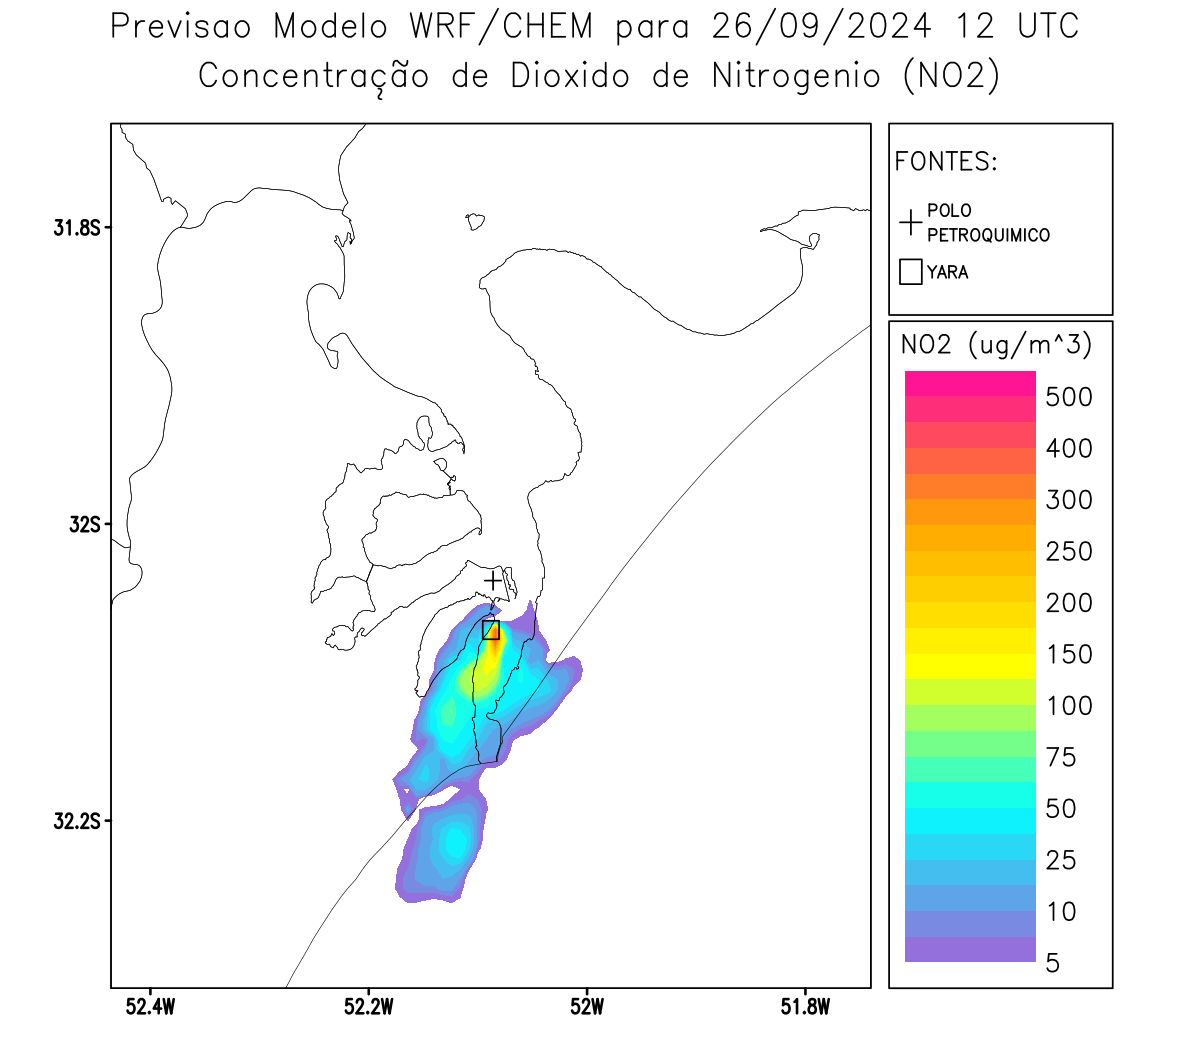 Previsao Modelo WRF/CHEM para 26/09/2024 12 UTC
Concentração de Dioxido de Nitrogenio (NO2)
FONTES:
POLO
PETROQUIMICO
YARA
NO2 (ug/m^3)
500
400
300
250
200
150
100
75
50
25
10
5
31.8S
32S
32.2S
52.4W
52.2W
52W
51.8W